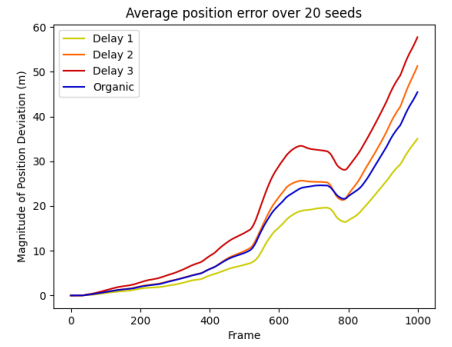 Average position error over 20 seeds
Magnitude of Position Deviation (m)
60
50
40
30
20
10
0
Delay 1
Delay 2
Delay 3
Organic
0 200 400 600 800 1000
Frame